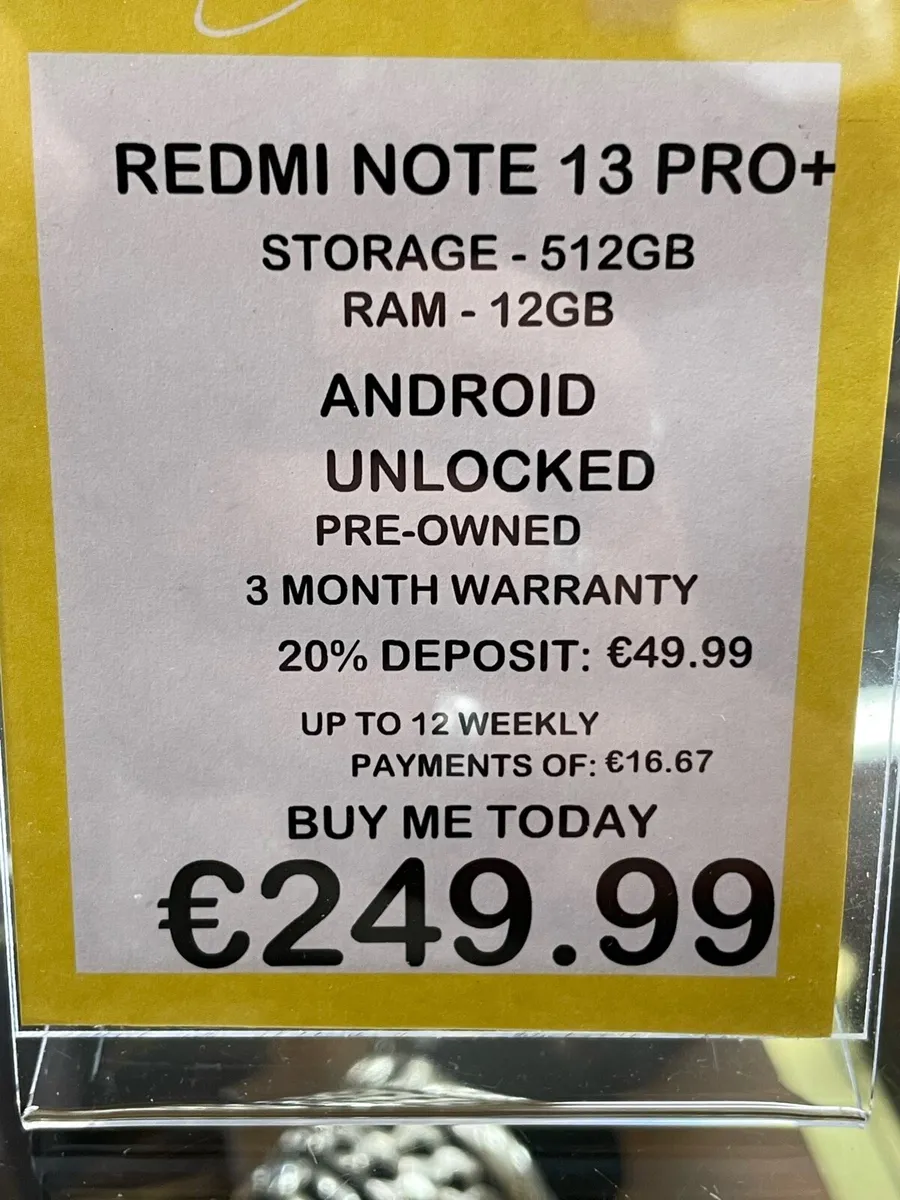 REDMI NOTE 13 PRO+
STORAGE - 512GB
RAM - 12GB
ANDROID
UNLOCKED
PRE-OWNED
3 MONTH WARRANTY
20% DEPOSIT: €49.99
UP TO 12 WEEKLY
PAYMENTS OF: €16.67
BUY ME TODAY
€249.99